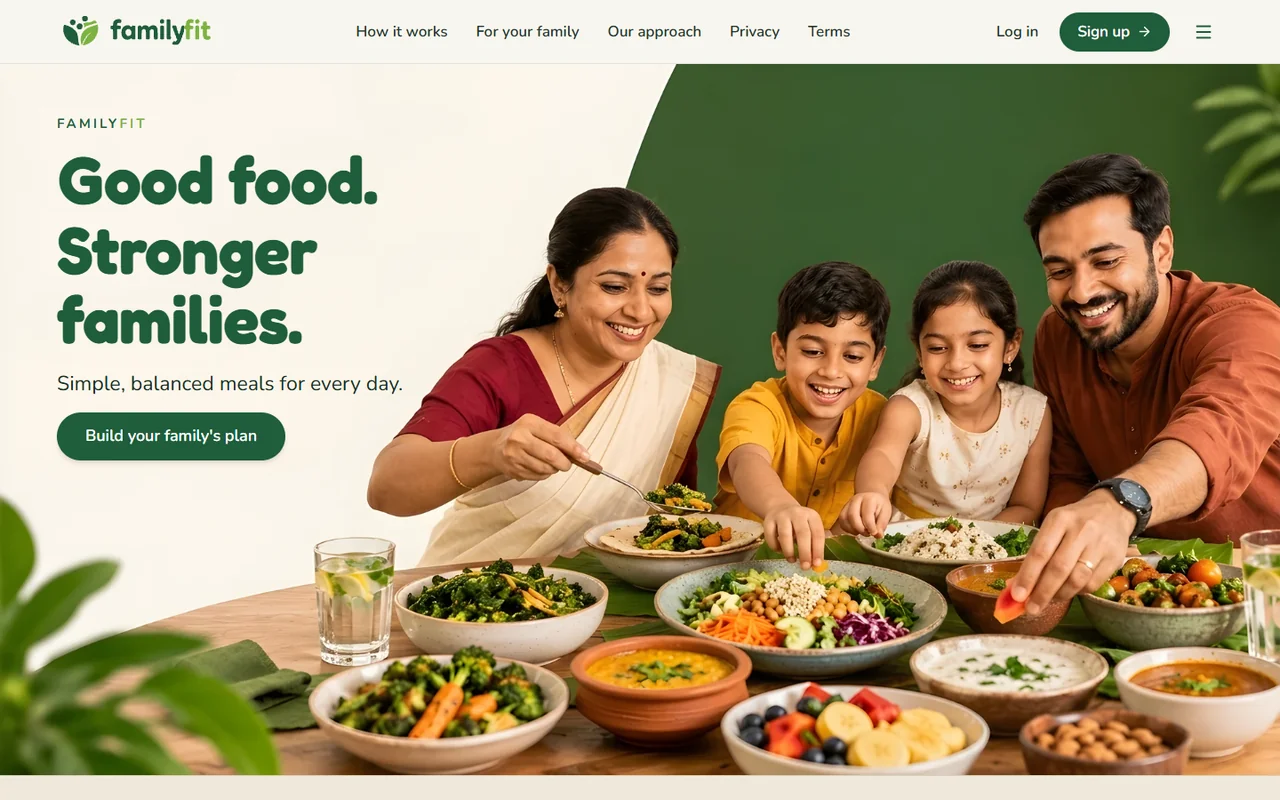 familyfit
How it works
For your family
Our approach
Privacy
Terms
Log in
Sign up →
FAMILYFIT
Good food.
Stronger
families.
Simple, balanced meals for every day.
Build your family's plan